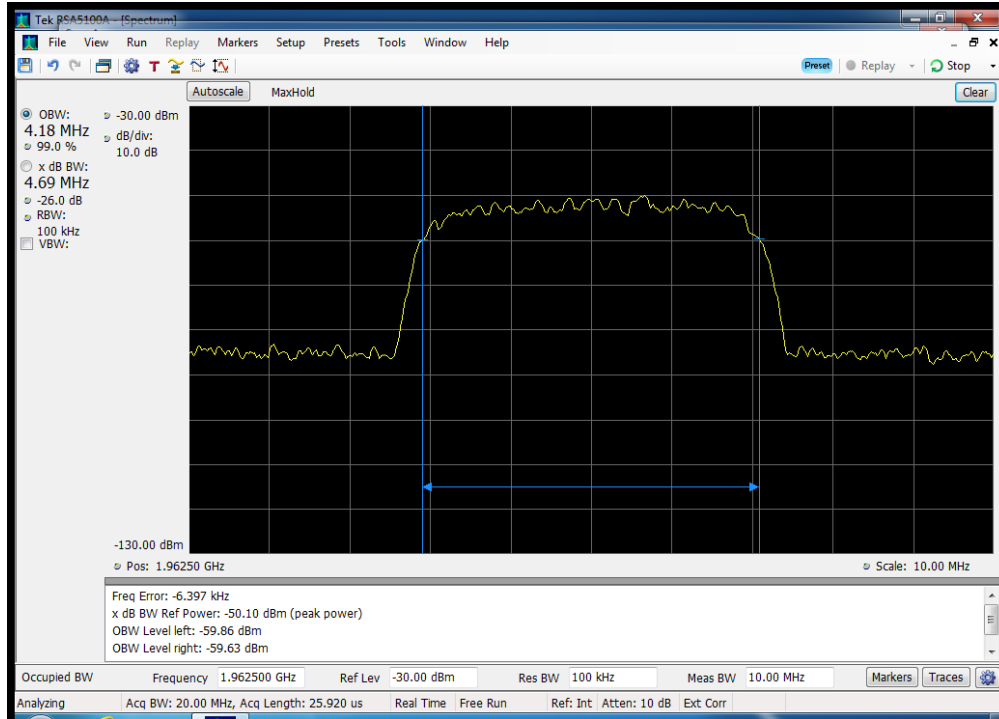 Tek RSA5100A - [Spectrum]
File View Run Replay Markers Setup Presets Tools Window Help
T Preset Replay Stop
Autoscale MaxHold Clear
OBW:
4.18 MHz
99.0 %
x dB BW:
4.69 MHz
-26.0 dB
RBW:
100 kHz
VBW:
-30.00 dBm
dB/div:
10.0 dB
-130.00 dBm
Pos: 1.96250 GHz Scale: 10.00 MHz
Freq Error: -6.397 kHz
x dB BW Ref Power: -50.10 dBm (peak power)
OBW Level left: -59.86 dBm
OBW Level right: -59.63 dBm
Occupied BW Frequency 1.962500 GHz Ref Lev -30.00 dBm Res BW 100 kHz Meas BW 10.00 MHz Markers Traces
Analyzing Acq BW: 20.00 MHz, Acq Length: 25.920 us Real Time Free Run Ref: Int Atten: 10 dB Ext Corr